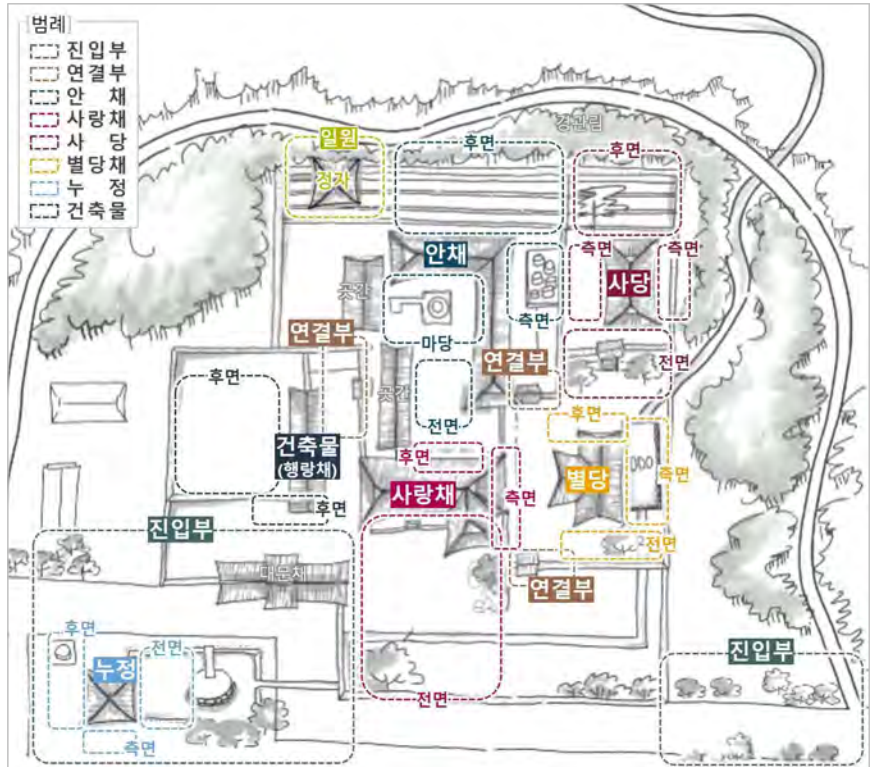 [범례]
진입부
연결부
안 채
사랑채
사 당
별당채
누 정
건축물
일원
정자
후면
경관림
후면
안채
측면
측면
사당
곳간
측면
마당
연결부
연결부
전면
후면
곳간
전면
후면
건축물
(행랑채)
후면
별당
측면
사랑채
측면
후면
진입부
전면
대문채
연결부
후면
전면
누정
진입부
전면
측면